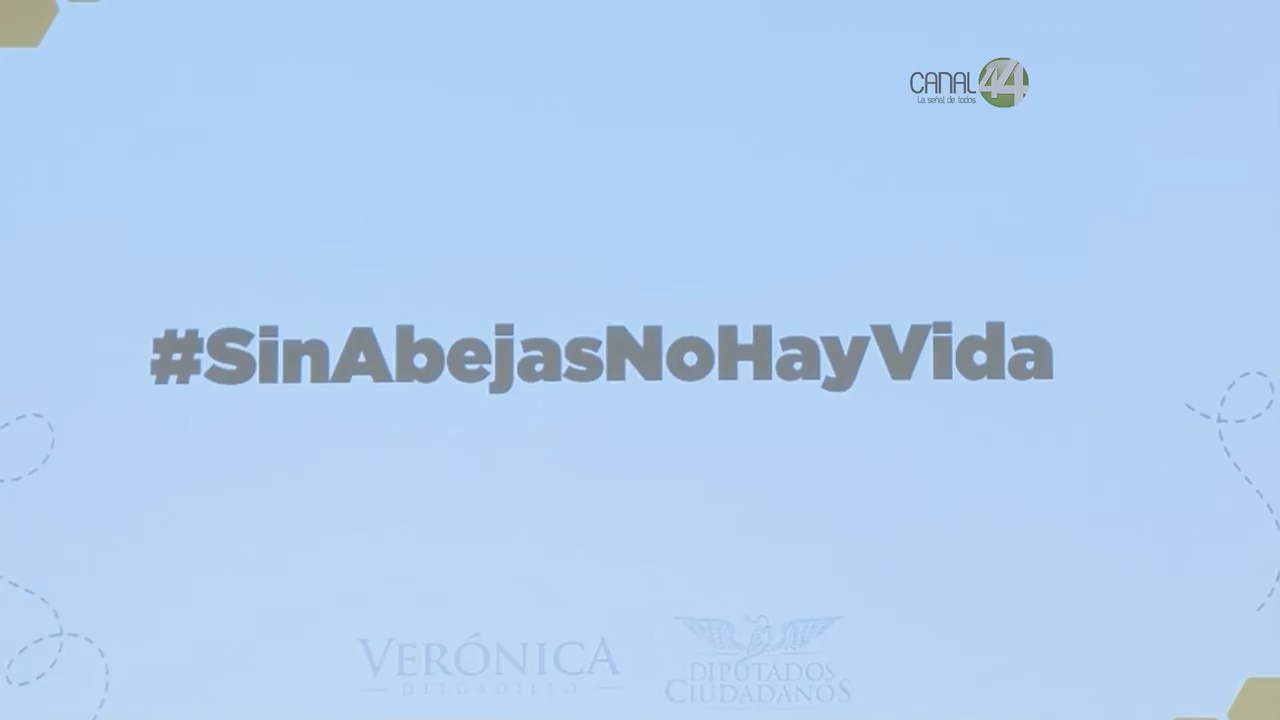 CANAL 44
La señal de todos
#SinAbejasNoHayVida
VERÓNICA
DELGADILLO
DIPUTADOS
CIUDADANOS